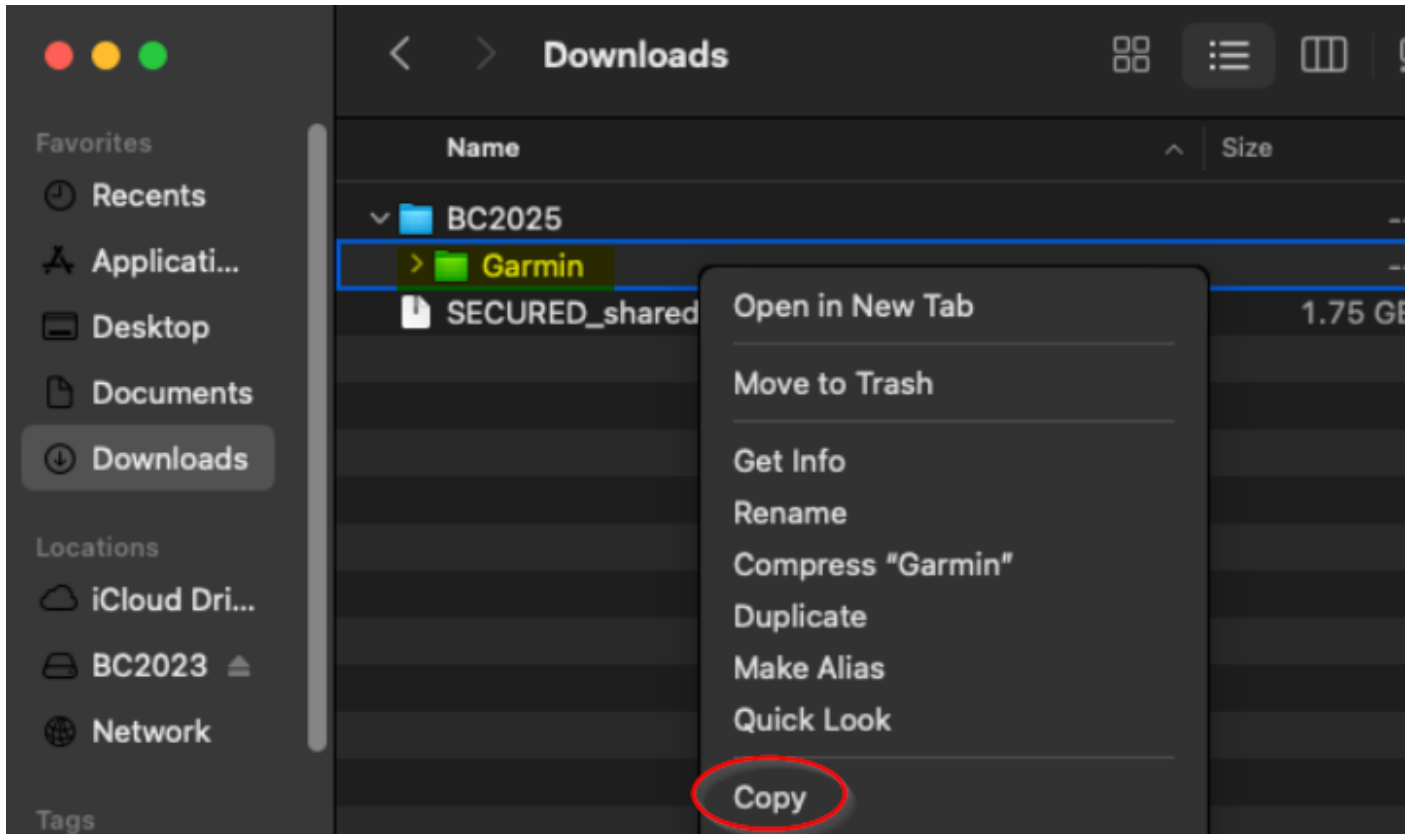 Downloads
Favorites
Recents
Applicati...
Desktop
Documents
Downloads
Locations
iCloud Dri...
BC2023
Network
Tags
Name
Size
BC2025
--
Garmin
--
SECURED_shared
1.75 GB
Open in New Tab
Move to Trash
Get Info
Rename
Compress "Garmin"
Duplicate
Make Alias
Quick Look
Copy